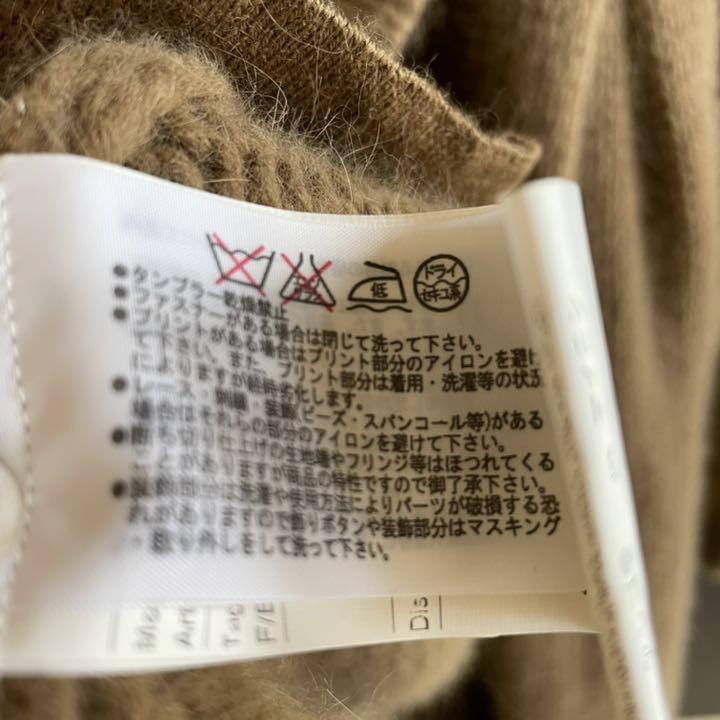 低 ドライ
セキユ系
●タンブラー乾燥禁止
●ファスナーがある場合は閉じて洗って下さい。
●プリントがある場合はプリント部分のアイロンを避け
て下さい。また、プリント部分は着用・洗濯等の状況
によりますが経時劣化します。
●レース・刺繍・装飾(ビーズ・スパンコール等)がある
場合はそれらの部分のアイロンを避けて下さい。
●断ち切り仕上げの生地端やフリンジ等はほつれてくる
ことがありますが商品の特性ですので御了承下さい。
●装飾部分は洗濯や使用方法によりパーツが破損する恐
れがありますので飾りボタンや装飾部分はマスキング
・取り外しをして洗って下さい。
Art
Tag
F/E
Dis